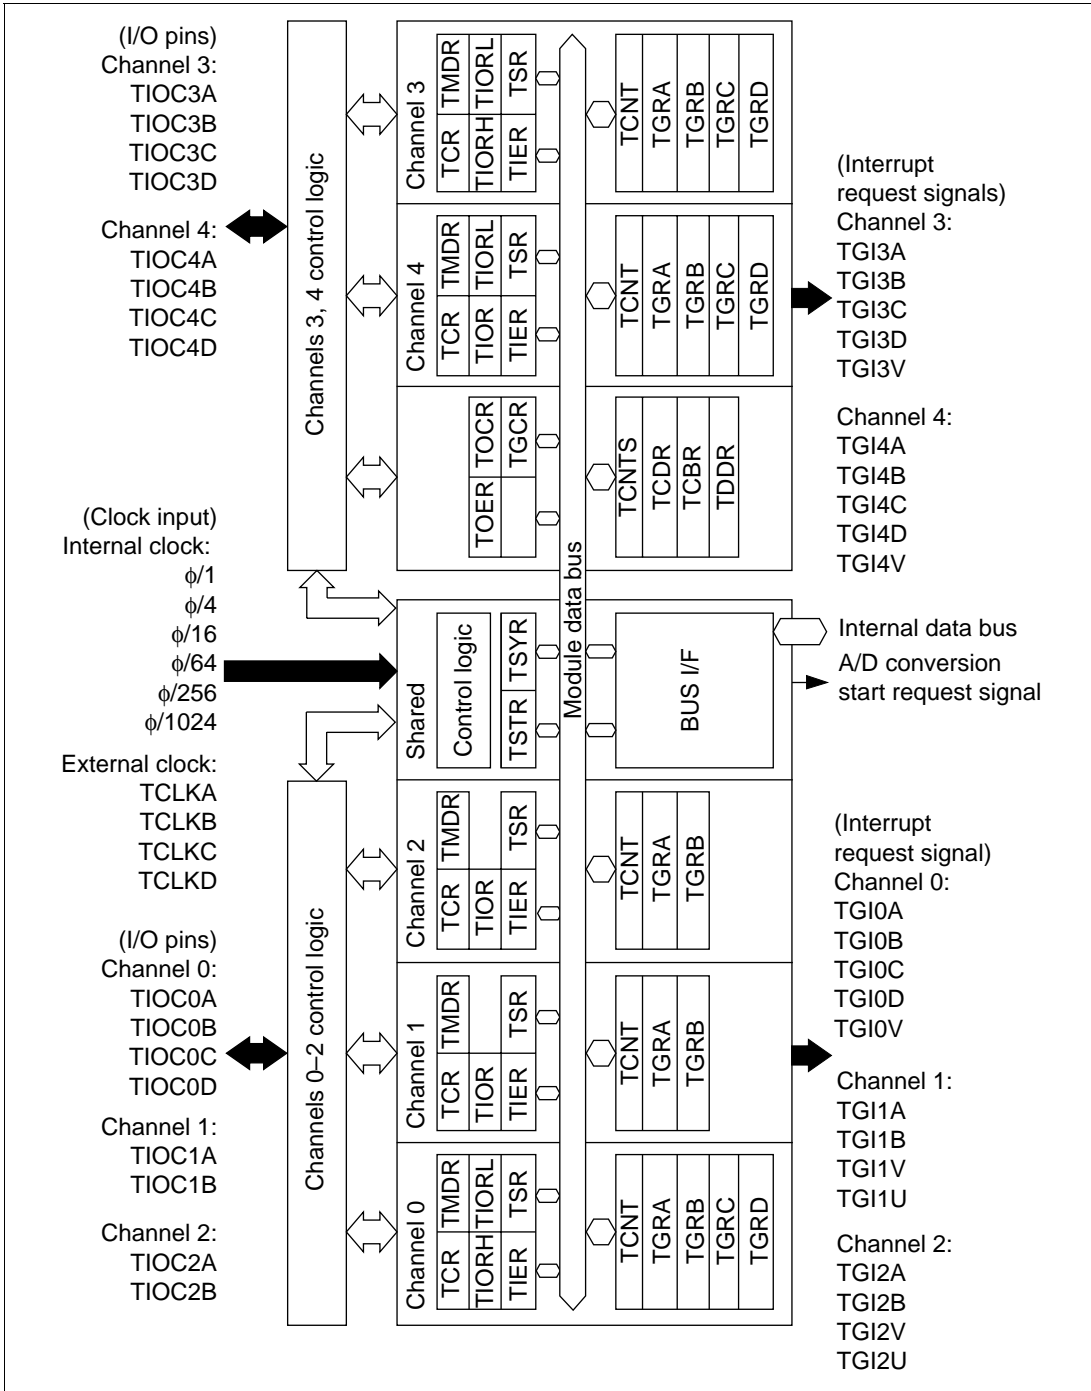 (I/O pins)
Channel 3:
TIOC3A
TIOC3B
TIOC3C
TIOC3D
Channel 4:
TIOC4A
TIOC4B
TIOC4C
TIOC4D
(Clock input)
Internal clock:
ϕ/1
ϕ/4
ϕ/16
ϕ/64
ϕ/256
ϕ/1024
External clock:
TCLKA
TCLKB
TCLKC
TCLKD
(I/O pins)
Channel 0:
TIOC0A
TIOC0B
TIOC0C
TIOC0D
Channel 1:
TIOC1A
TIOC1B
Channel 2:
TIOC2A
TIOC2B
Channels 3, 4 control logic
Channels 0–2 control logic
Channel 3
TCR
TMDR
TIORH
TIORL
TIER
TSR
TCNT
TGRA
TGRB
TGRC
TGRD
Channel 4
TCR
TMDR
TIOR
TIORL
TIER
TSR
TCNT
TGRA
TGRB
TGRC
TGRD
TOER
TOCR
TGCR
TCNTS
TCDR
TCBR
TDDR
Module data bus
Shared
Control logic
TSTR
TSYR
BUS I/F
Channel 2
TCR
TMDR
TIOR
TIER
TSR
TCNT
TGRA
TGRB
Channel 1
TCR
TMDR
TIOR
TIER
TSR
TCNT
TGRA
TGRB
Channel 0
TCR
TMDR
TIORH
TIORL
TIER
TSR
TCNT
TGRA
TGRB
TGRC
TGRD
(Interrupt
request signals)
Channel 3:
TGI3A
TGI3B
TGI3C
TGI3D
TGI3V
Channel 4:
TGI4A
TGI4B
TGI4C
TGI4D
TGI4V
Internal data bus
A/D conversion
start request signal
(Interrupt
request signal)
Channel 0:
TGI0A
TGI0B
TGI0C
TGI0D
TGI0V
Channel 1:
TGI1A
TGI1B
TGI1V
TGI1U
Channel 2:
TGI2A
TGI2B
TGI2V
TGI2U